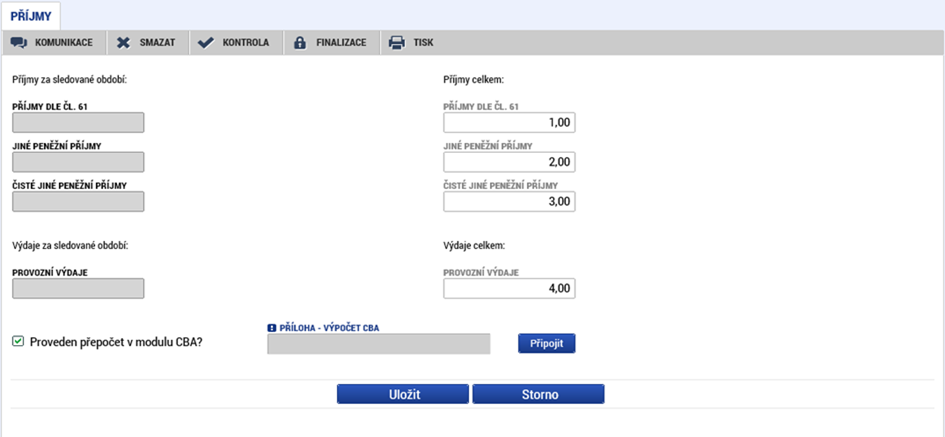 PŘÍJMY
KOMUNIKACE SMAZAT KONTROLA FINALIZACE TISK
Příjmy za sledované období: Příjmy celkem:
PŘÍJMY DLE ČL. 61 PŘÍJMY DLE ČL. 61
1,00
JINÉ PENĚŽNÍ PŘÍJMY JINÉ PENĚŽNÍ PŘÍJMY
2,00
ČISTÉ JINÉ PENĚŽNÍ PŘÍJMY ČISTÉ JINÉ PENĚŽNÍ PŘÍJMY
3,00
Výdaje za sledované období: Výdaje celkem:
PROVOZNÍ VÝDAJE PROVOZNÍ VÝDAJE
4,00
PŘÍLOHA - VÝPOČET CBA
Proveden přepočet v modulu CBA? Připojit
Uložit Storno